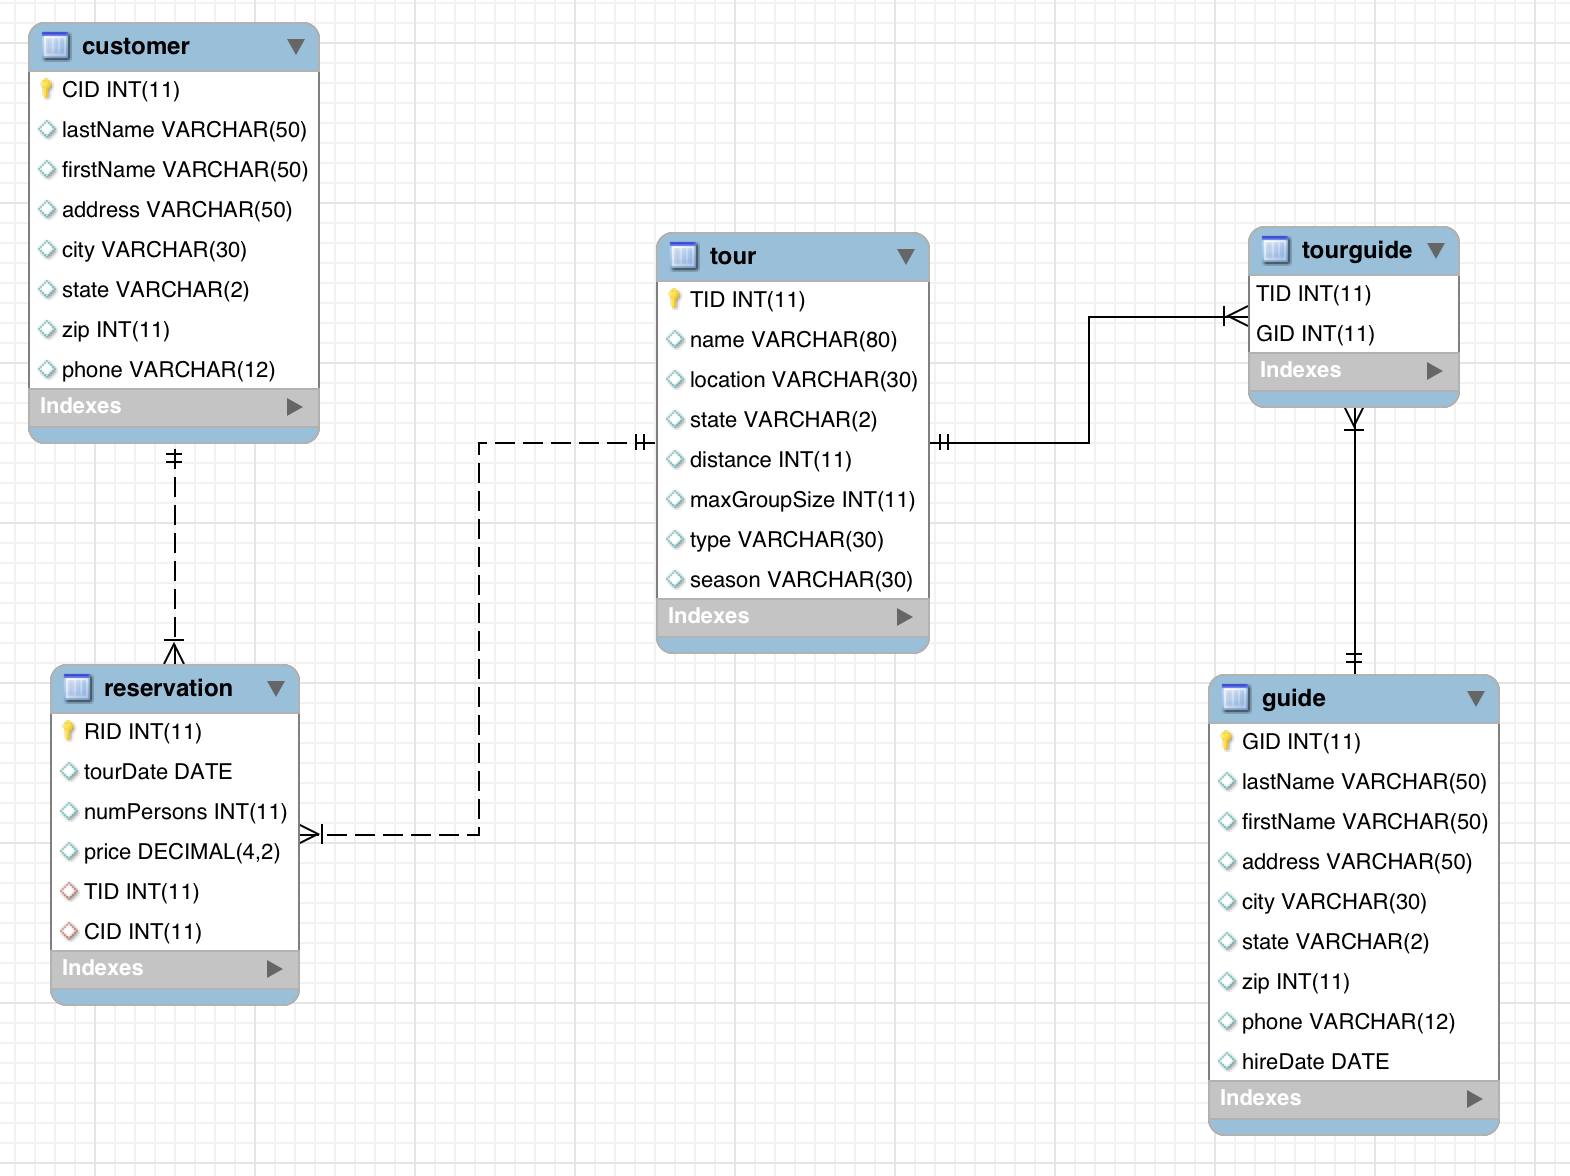 customer
CID INT(11)
lastName VARCHAR(50)
firstName VARCHAR(50)
address VARCHAR(50)
city VARCHAR(30)
state VARCHAR(2)
zip INT(11)
phone VARCHAR(12)
Indexes
reservation
RID INT(11)
tourDate DATE
numPersons INT(11)
price DECIMAL(4,2)
TID INT(11)
CID INT(11)
Indexes
tour
TID INT(11)
name VARCHAR(80)
location VARCHAR(30)
state VARCHAR(2)
distance INT(11)
maxGroupSize INT(11)
type VARCHAR(30)
season VARCHAR(30)
Indexes
tourguide
TID INT(11)
GID INT(11)
Indexes
guide
GID INT(11)
lastName VARCHAR(50)
firstName VARCHAR(50)
address VARCHAR(50)
city VARCHAR(30)
state VARCHAR(2)
zip INT(11)
phone VARCHAR(12)
hireDate DATE
Indexes